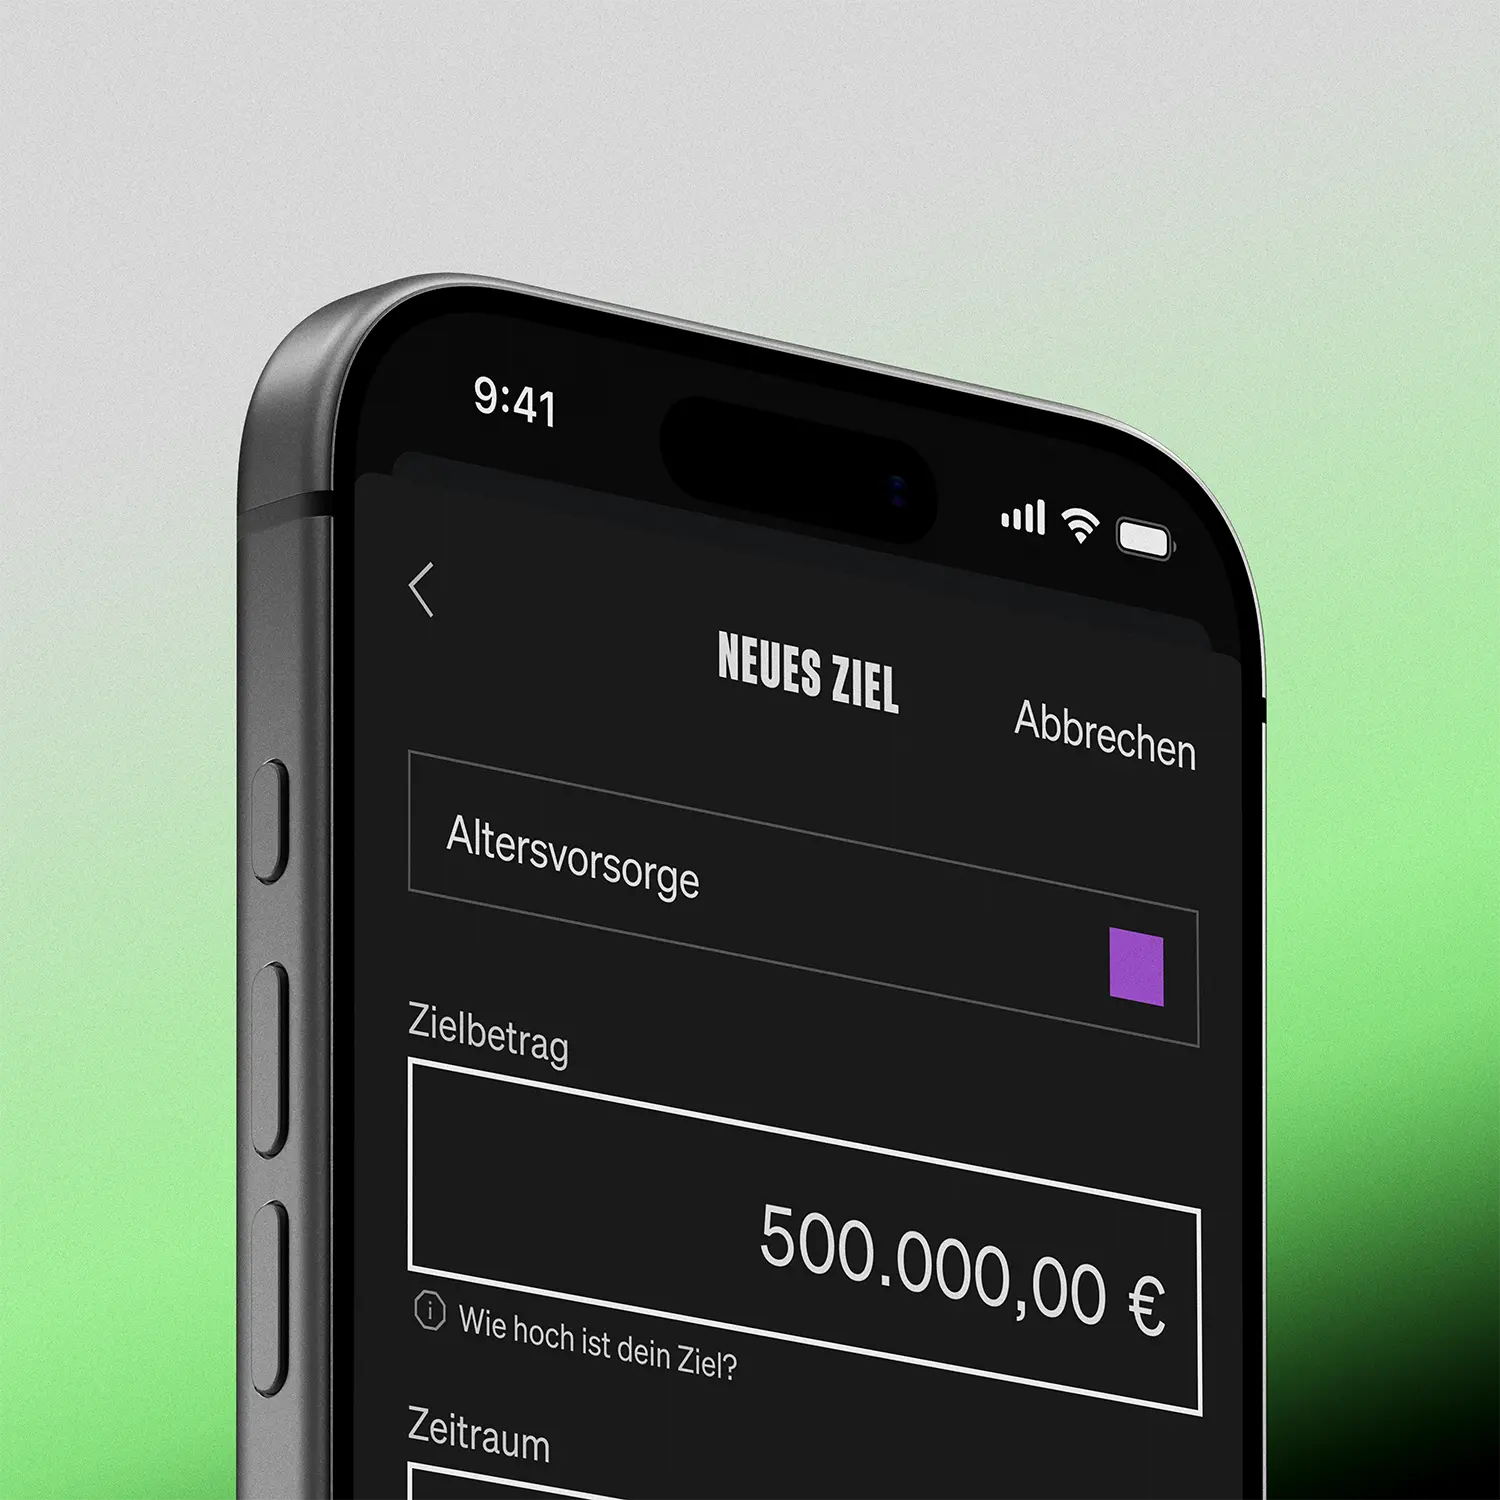 9:41
NEUES ZIEL
Abbrechen
Altersvorsorge
Zielbetrag
500.000,00 €
Wie hoch ist dein Ziel?
Zeitraum